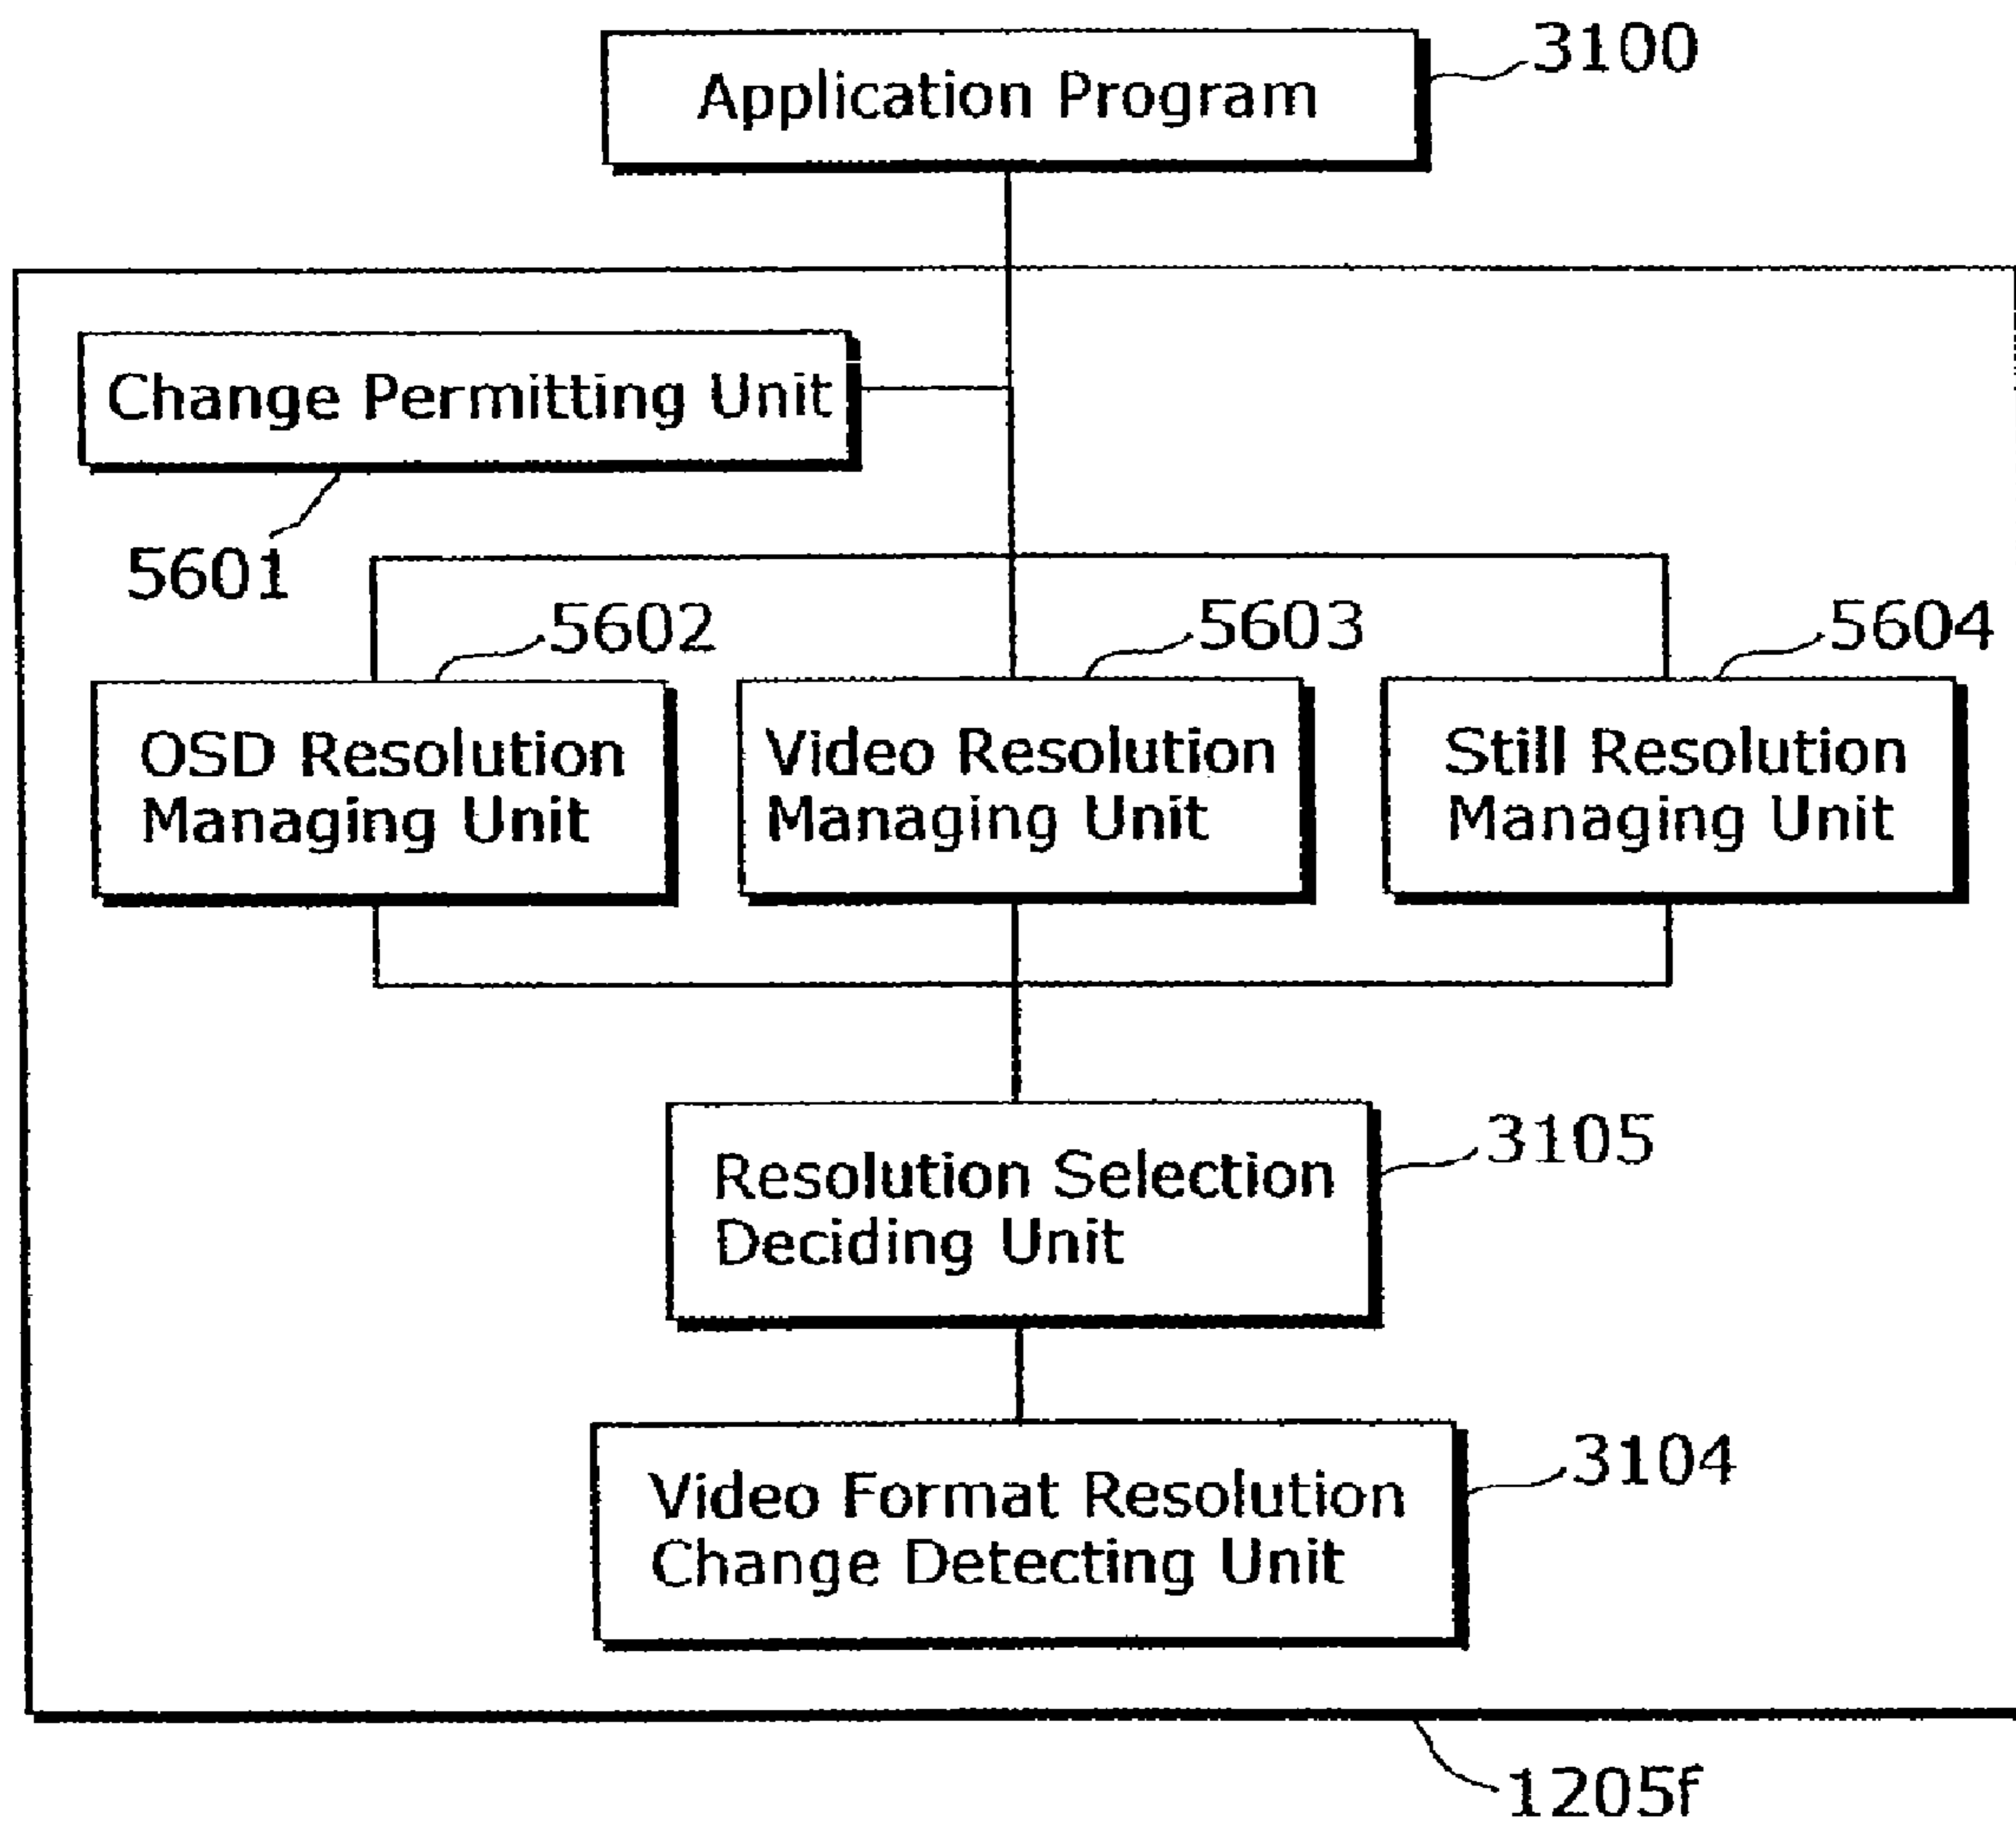 3100
Application Program
Change Permitting Unit
5601
5602
5603
5604
OSD Resolution
Managing Unit
Video Resolution
Managing Unit
Still Resolution
Managing Unit
3105
Resolution Selection
Deciding Unit
3104
Video Format Resolution
Change Detecting Unit
1205f